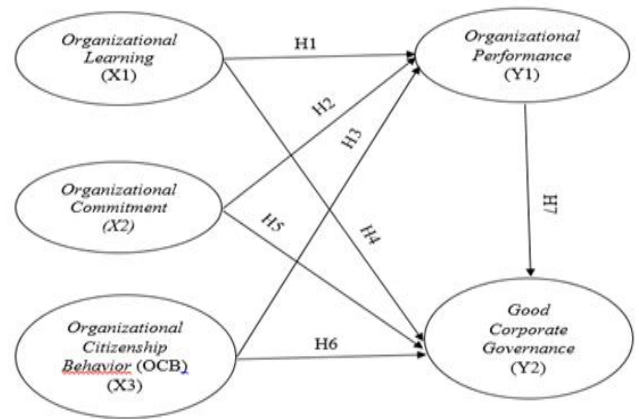 Organizational
Learning
(X1)
H1
Organizational
Performance
(Y1)
H2
H3
Organizational
Commitment
(X2)
H5
H4
H7
Organizational
Citizenship
Behavior (OCB)
(X3)
H6
Good
Corporate
Governance
(Y2)